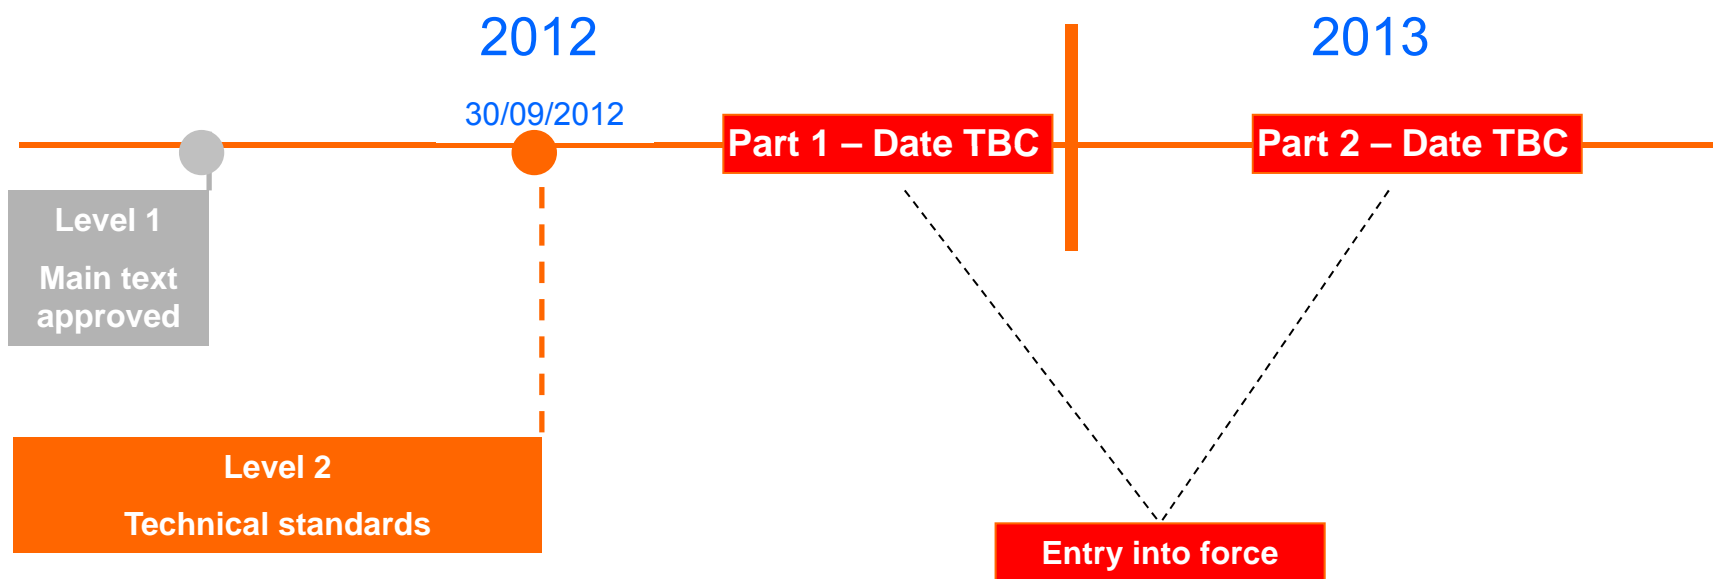 2012
2013
30/09/2012
Part 1 – Date TBC
Part 2 – Date TBC
Level 1
Main text
approved
Level 2
Technical standards
Entry into force